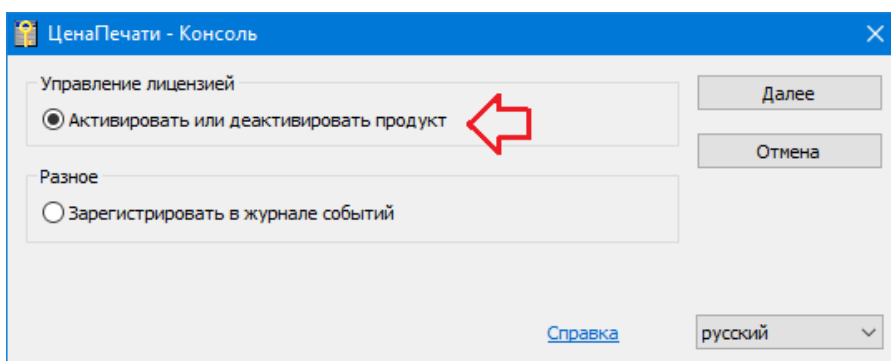 ЦенаПечати - Консоль
Управление лицензией
Активировать или деактивировать продукт
Далее
Отмена
Разное
Зарегистрировать в журнале событий
Справка
русский